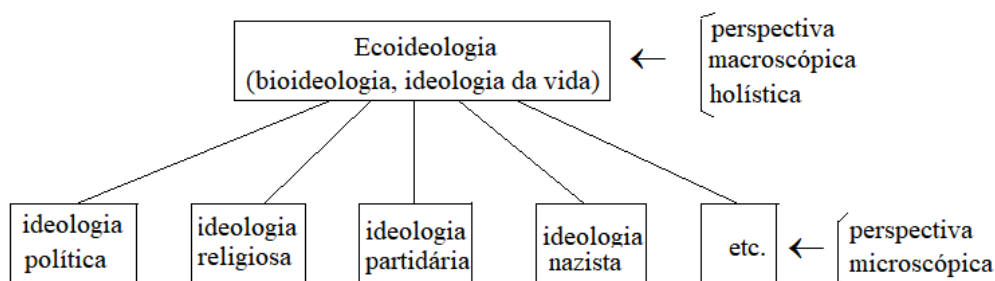 Ecoideologia
(bioideologia, ideologia da vida)
perspectiva
macroscópica
holística
ideologia
política
ideologia
religiosa
ideologia
partidária
ideologia
nazista
etc.
perspectiva
microscópica